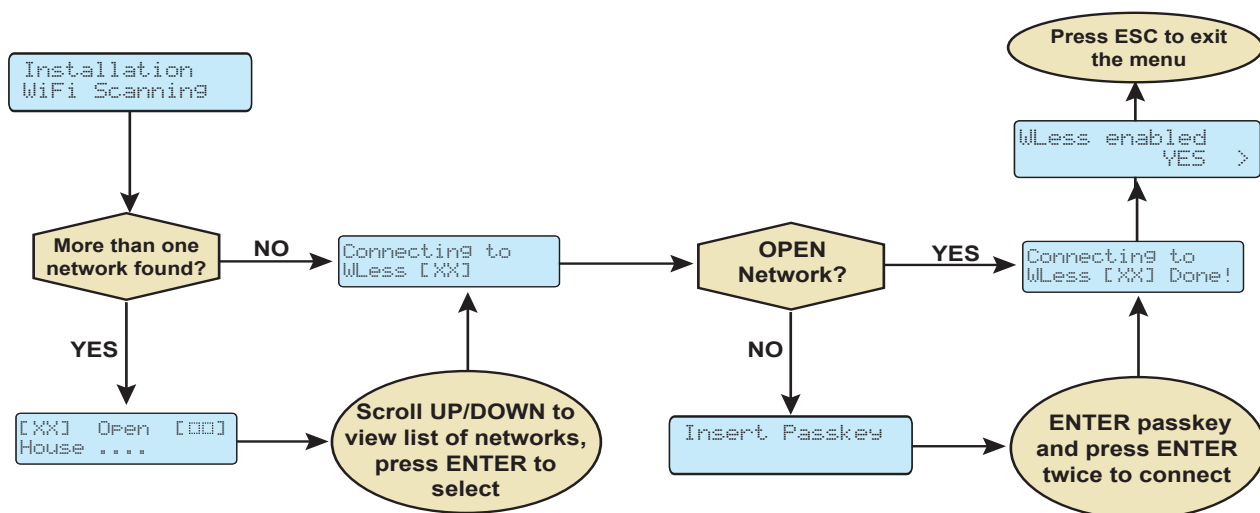 Installation
WiFi Scanning
More than one
network found?
NO
YES
[XX] Open [□□]
House ....
Scroll UP/DOWN to
view list of networks,
press ENTER to
select
Connecting to
WLess [XX]
OPEN
Network?
YES
NO
Insert Passkey
ENTER passkey
and press ENTER
twice to connect
Connecting to
WLess [XX] Done!
WLess enabled
YES >
Press ESC to exit
the menu